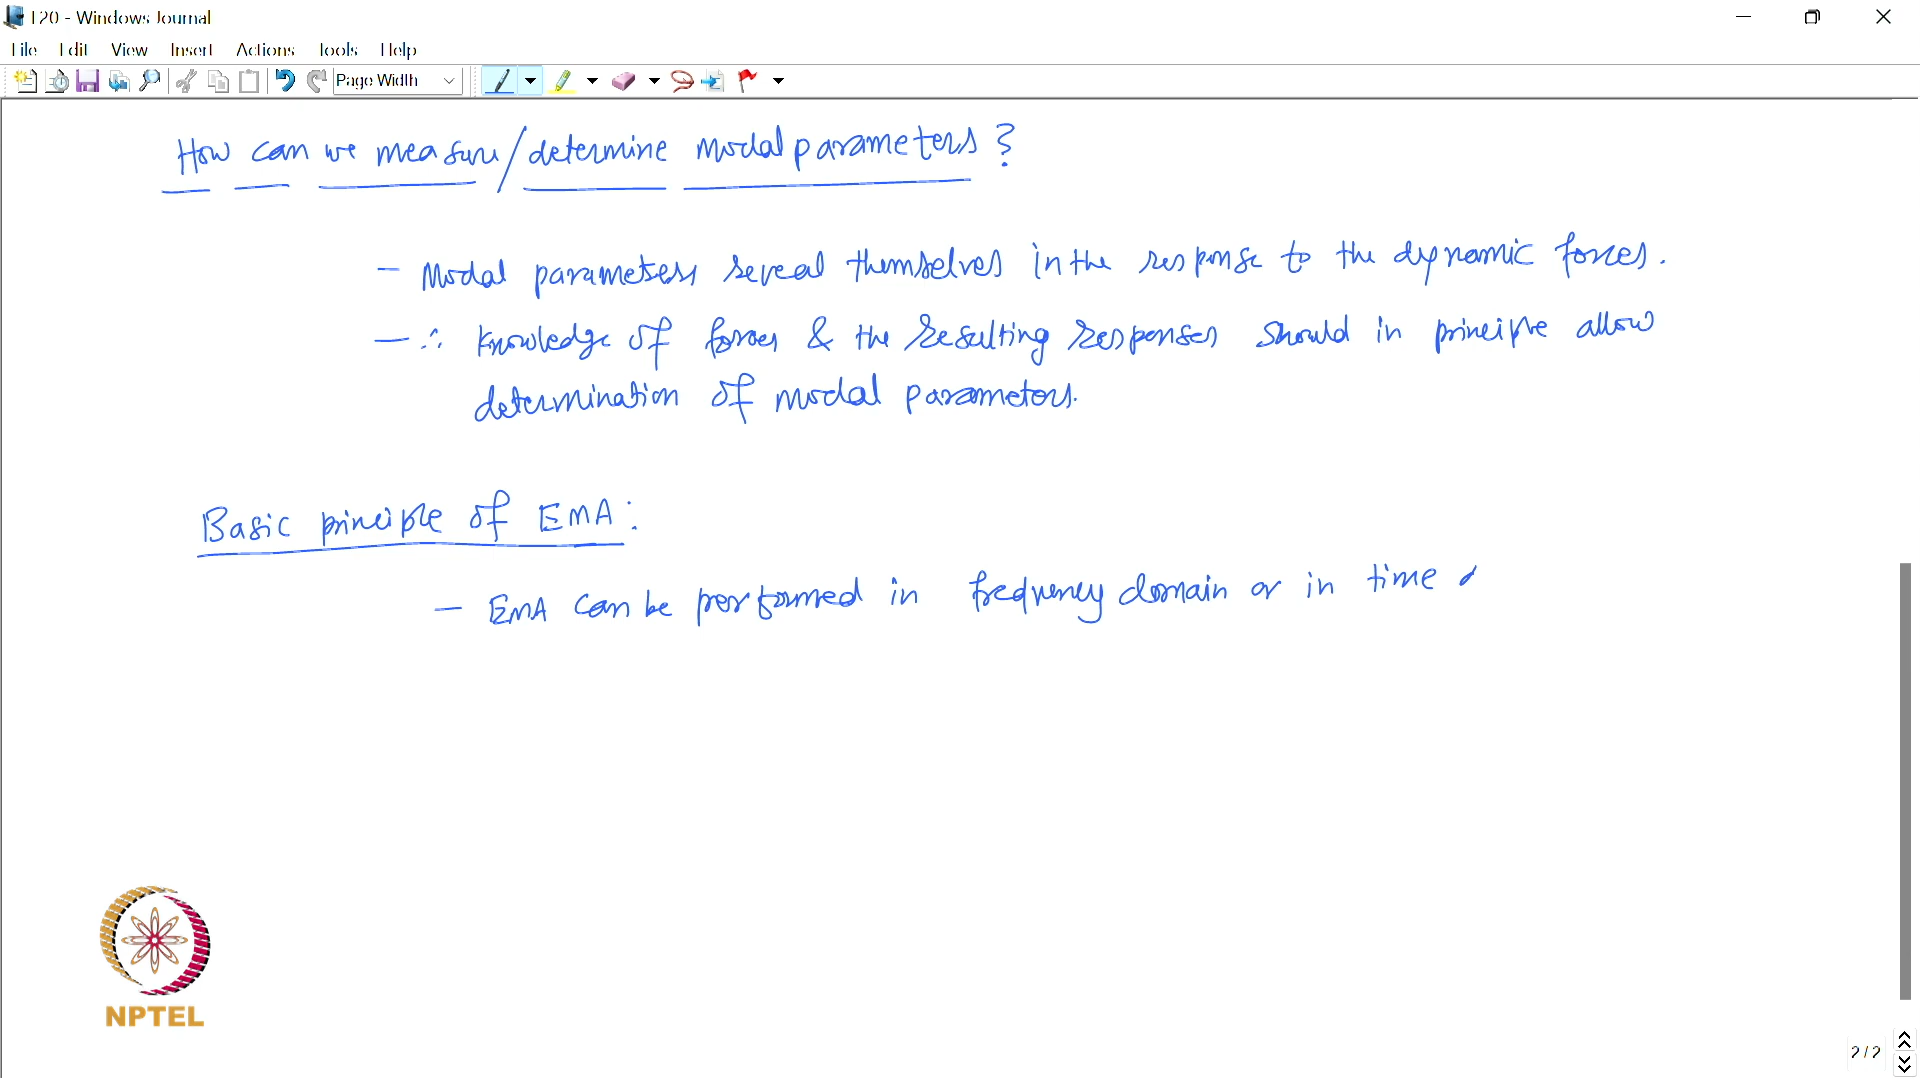 L20 - Windows Journal
File Edit View Insert Actions Tools Help
Page Width
How can we measure/determine modal parameters?
- Modal parameters reveal themselves in the response to the dynamic forces.
- ∴ Knowledge of forces & the resulting responses should in principle allow
determination of modal parameters.
Basic principle of EMA:
- EMA can be performed in frequency domain or in time d
NPTEL
2/2